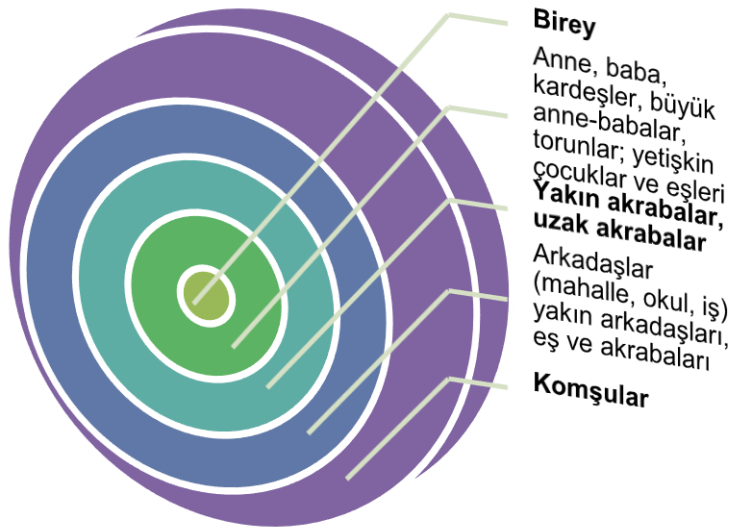 Birey
Anne, baba,
kardeşler, büyük
anne-babalar,
torunlar; yetişkin
çocuklar ve eşleri
Yakın akrabalar,
uzak akrabalar
Arkadaşlar
(mahalle, okul, iş)
yakın arkadaşları,
eş ve akrabaları
Komşular